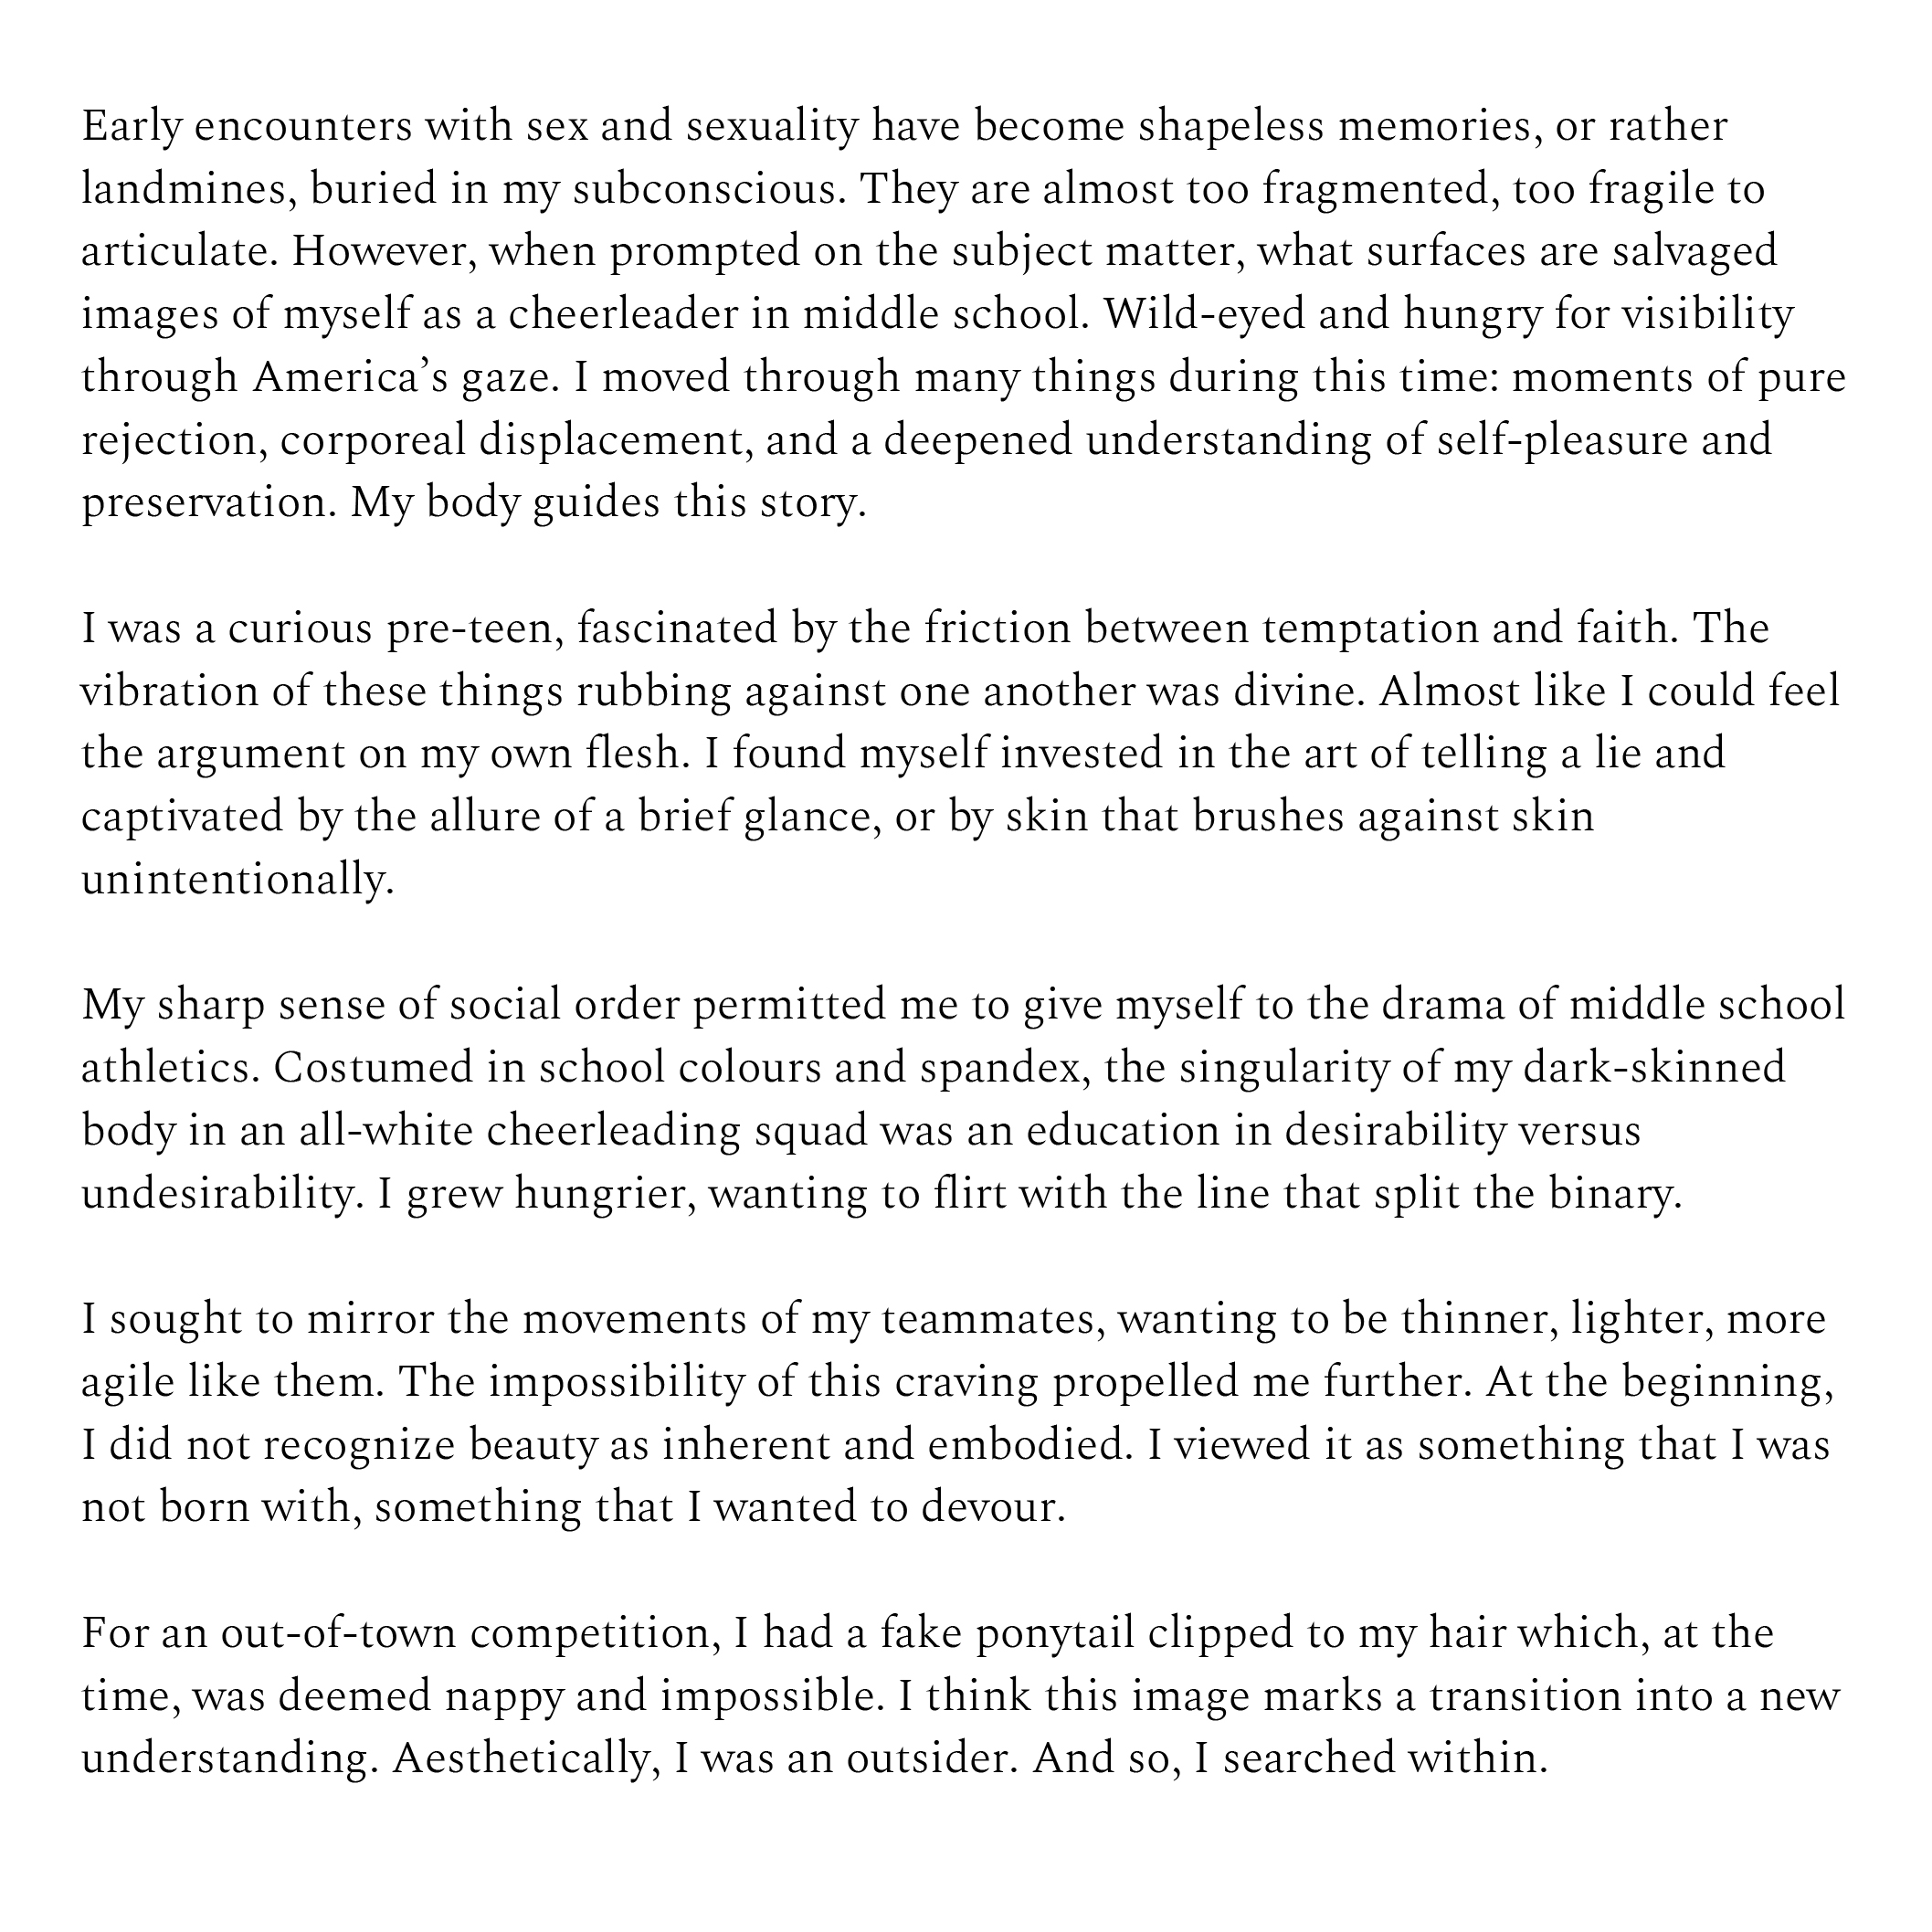 Early encounters with sex and sexuality have become shapeless memories, or rather
landmines, buried in my subconscious. They are almost too fragmented, too fragile to
articulate. However, when prompted on the subject matter, what surfaces are salvaged
images of myself as a cheerleader in middle school. Wild-eyed and hungry for visibility
through America’s gaze. I moved through many things during this time: moments of pure
rejection, corporeal displacement, and a deepened understanding of self-pleasure and
preservation. My body guides this story.

I was a curious pre-teen, fascinated by the friction between temptation and faith. The
vibration of these things rubbing against one another was divine. Almost like I could feel
the argument on my own flesh. I found myself invested in the art of telling a lie and
captivated by the allure of a brief glance, or by skin that brushes against skin
unintentionally.

My sharp sense of social order permitted me to give myself to the drama of middle school
athletics. Costumed in school colours and spandex, the singularity of my dark-skinned
body in an all-white cheerleading squad was an education in desirability versus
undesirability. I grew hungrier, wanting to flirt with the line that split the binary.

I sought to mirror the movements of my teammates, wanting to be thinner, lighter, more
agile like them. The impossibility of this craving propelled me further. At the beginning,
I did not recognize beauty as inherent and embodied. I viewed it as something that I was
not born with, something that I wanted to devour.

For an out-of-town competition, I had a fake ponytail clipped to my hair which, at the
time, was deemed nappy and impossible. I think this image marks a transition into a new
understanding. Aesthetically, I was an outsider. And so, I searched within.